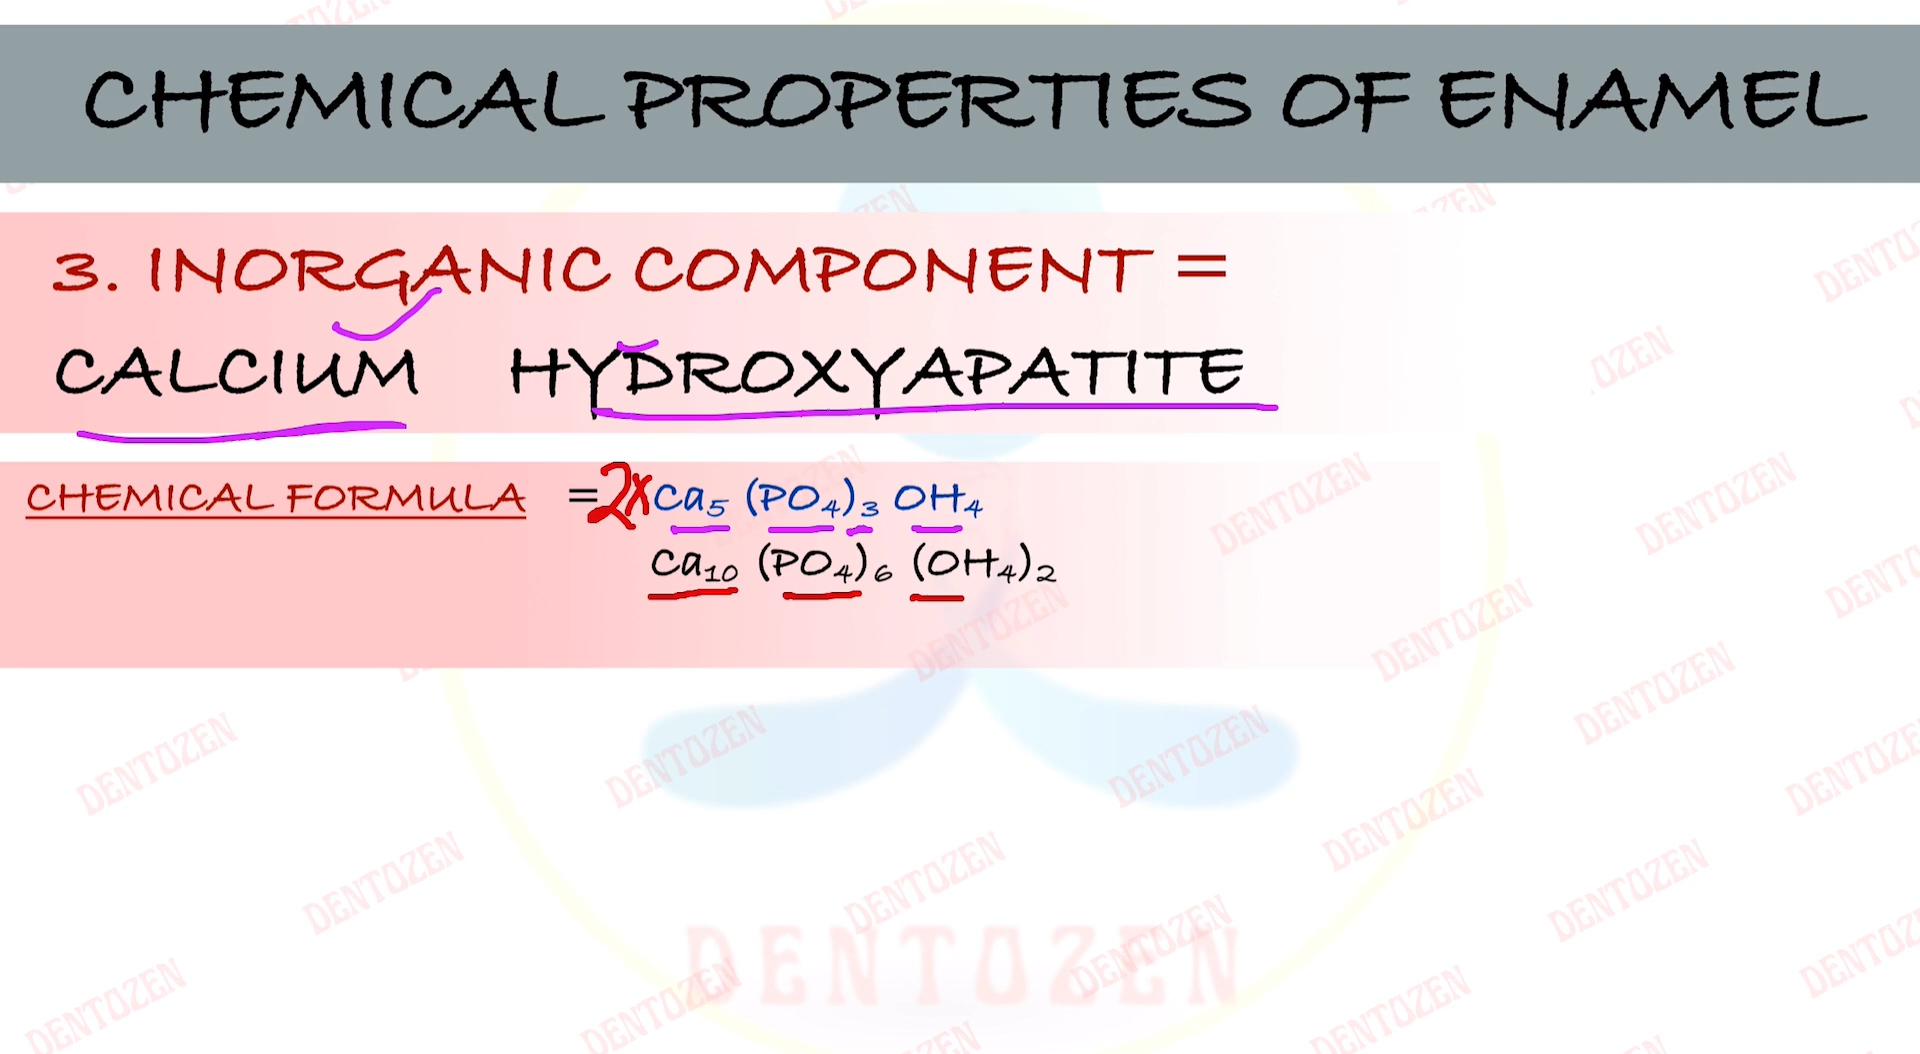 CHEMICAL PROPERTIES OF ENAMEL
3. INORGANIC COMPONENT =
CALCIUM HYDROXYAPATITE
CHEMICAL FORMULA = 2x Ca₅ (PO₄)₃ OH₄
Ca₁₀ (PO₄)₆ (OH₄)₂
DENTOZEN